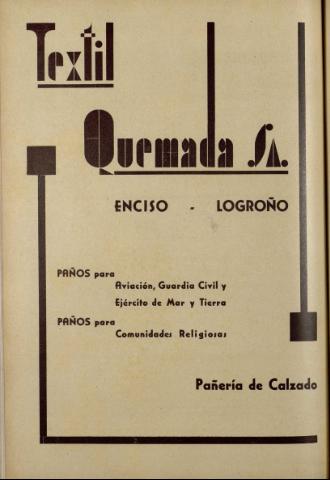 Textil
Quemada S.A.
ENCISO - LOGROÑO
PAÑOS para
Aviación, Guardia Civil y
Ejército de Mar y Tierra
PAÑOS para
Comunidades Religiosas
Pañería de Calzado